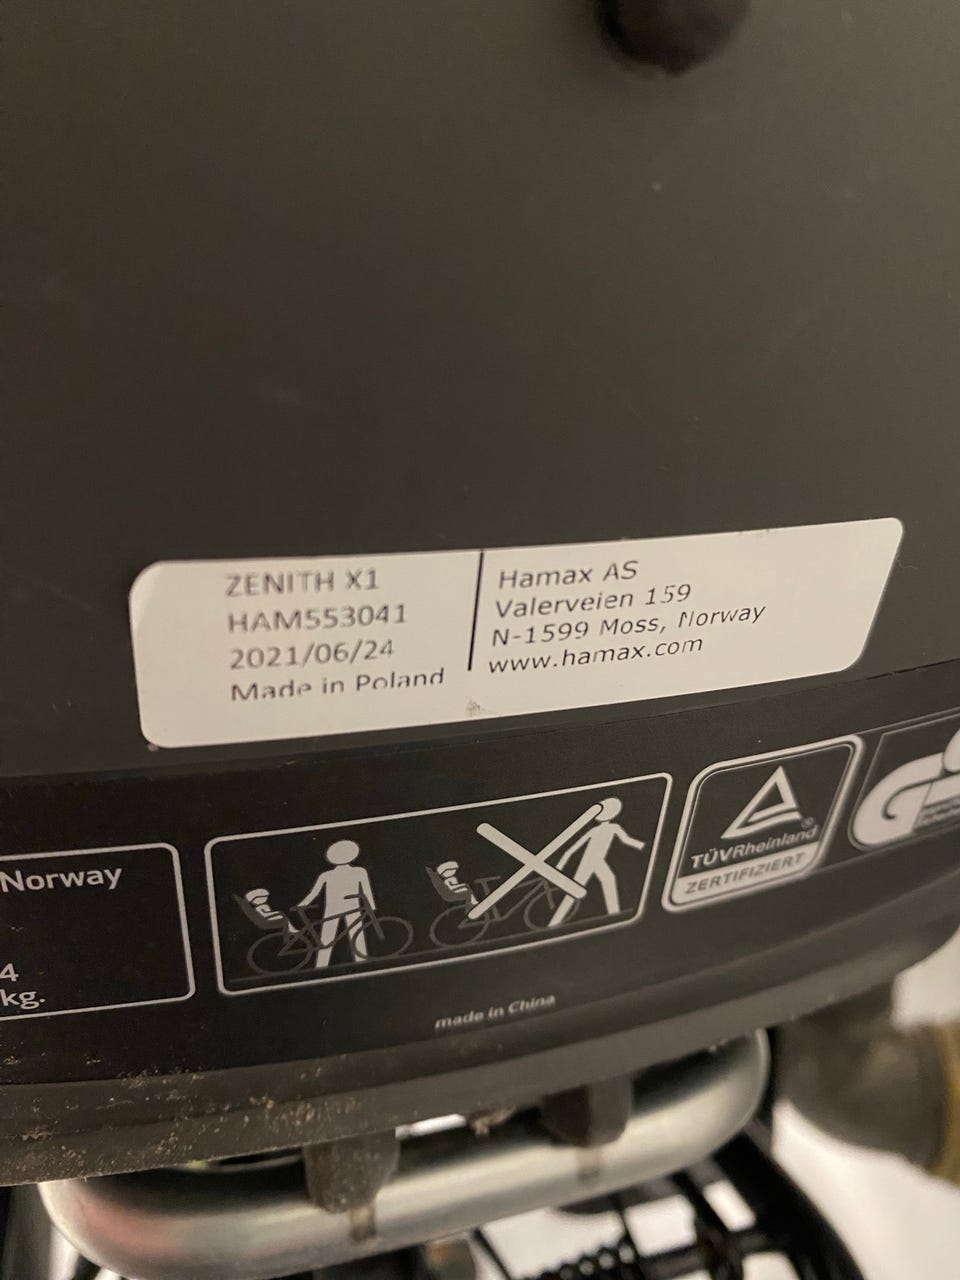 ZENITH X1
HAM553041
2021/06/24
Made in Poland
Hamax AS
Valerveien 159
N-1599 Moss, Norway
www.hamax.com
Norway
4
kg.
TÜVRheinland®
ZERTIFIZIERT
made in China